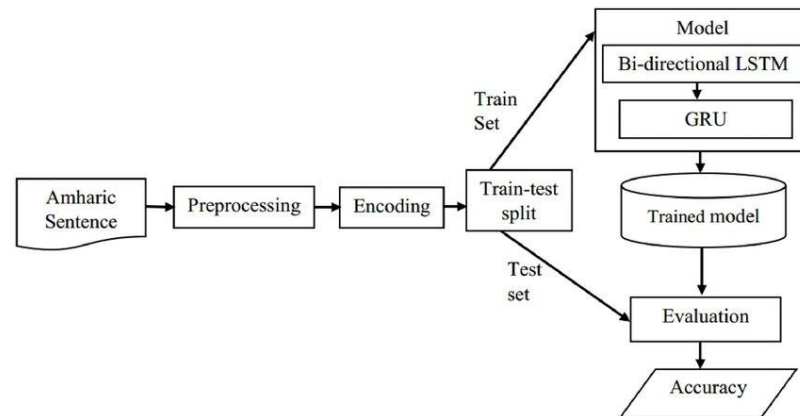 Model
Bi-directional LSTM
GRU
Train
Set
Amharic
Sentence
Preprocessing
Encoding
Train-test
split
Trained model
Test
set
Evaluation
Accuracy